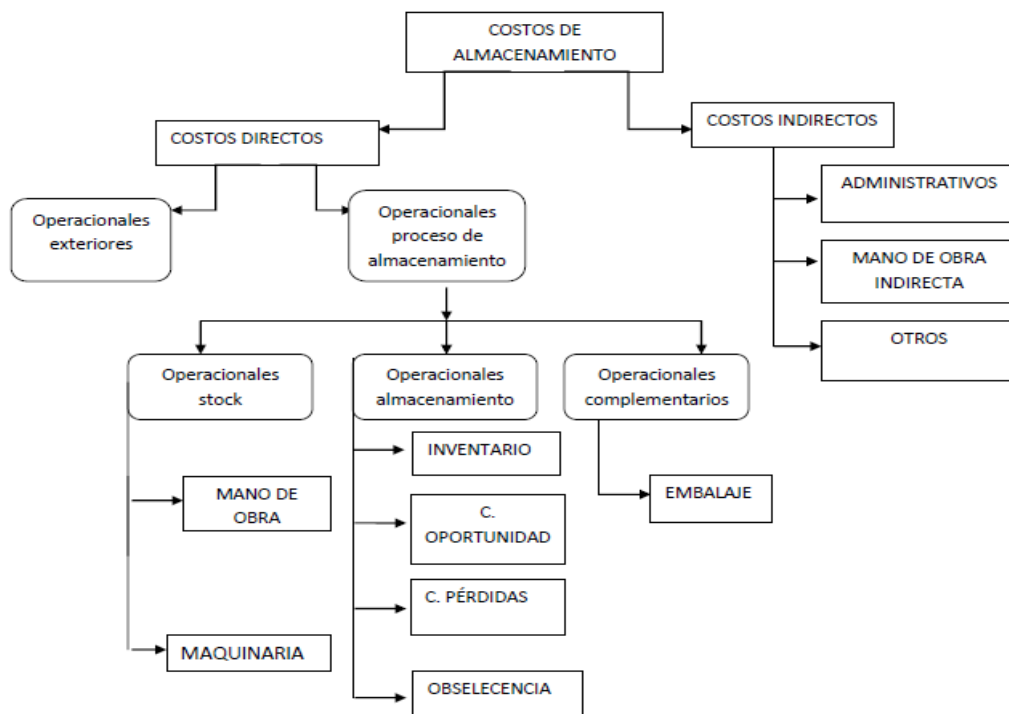 COSTOS DE
ALMACENAMIENTO
COSTOS DIRECTOS
COSTOS INDIRECTOS
Operacionales
exteriores
Operacionales
proceso de
almacenamiento
ADMINISTRATIVOS
MANO DE OBRA
INDIRECTA
OTROS
Operacionales
stock
Operacionales
almacenamiento
Operacionales
complementarios
MANO DE
OBRA
MAQUINARIA
INVENTARIO
C.
OPORTUNIDAD
C. PÉRDIDAS
OBSELECENCIA
EMBALAJE